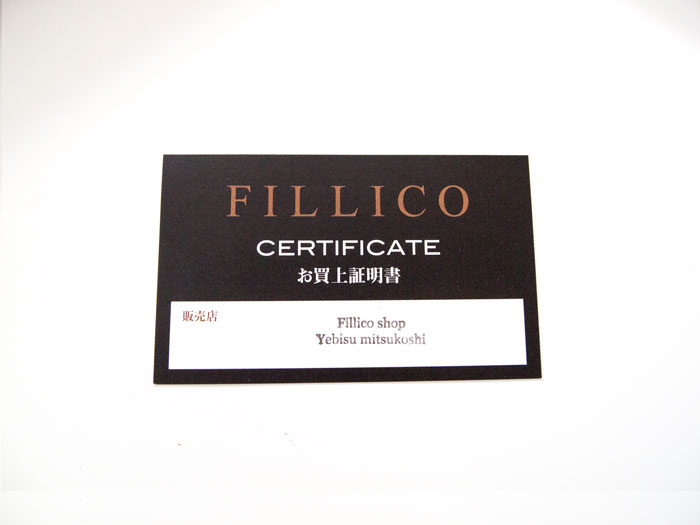 FILLICO
CERTIFICATE
お買上証明書
販売店
Fillico shop
Yebisu mitsukoshi